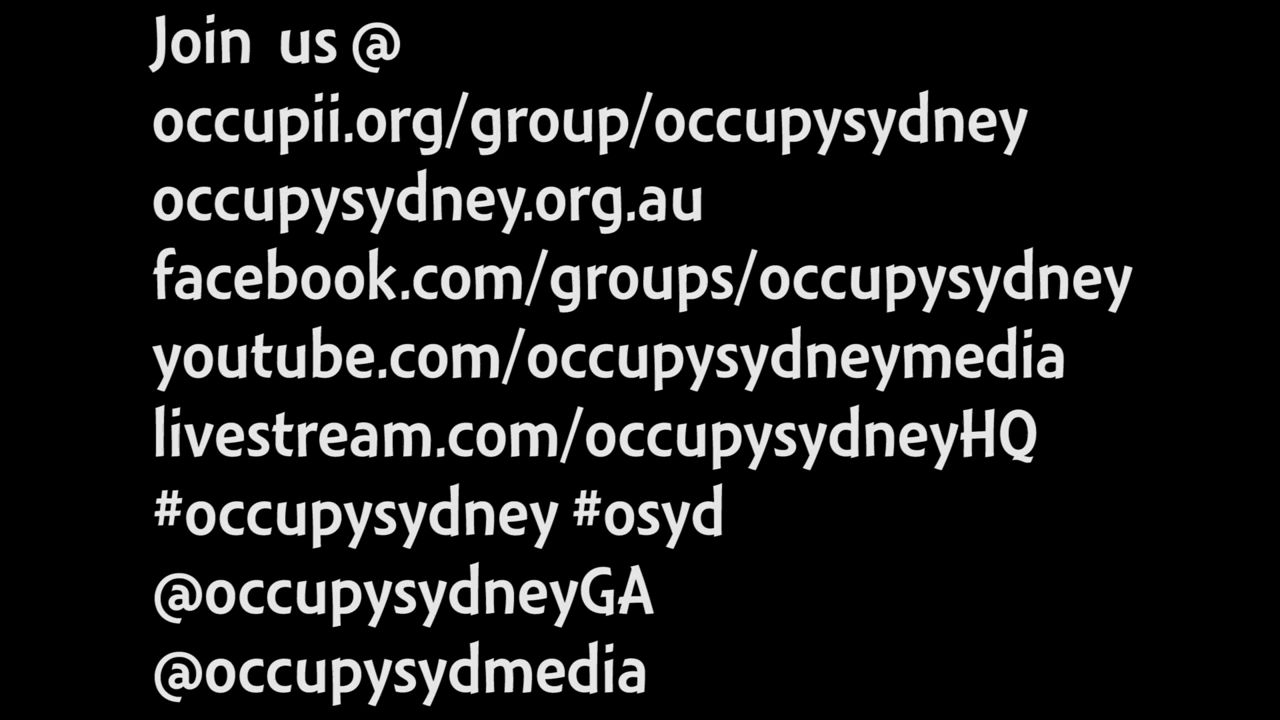 Join us @
occupii.org/group/occupysydney
occupysydney.org.au
facebook.com/groups/occupysydney
youtube.com/occupysydneymedia
livestream.com/occupysydneyHQ
#occupysydney #osyd
@occupysydneyGA
@occupysydmedia